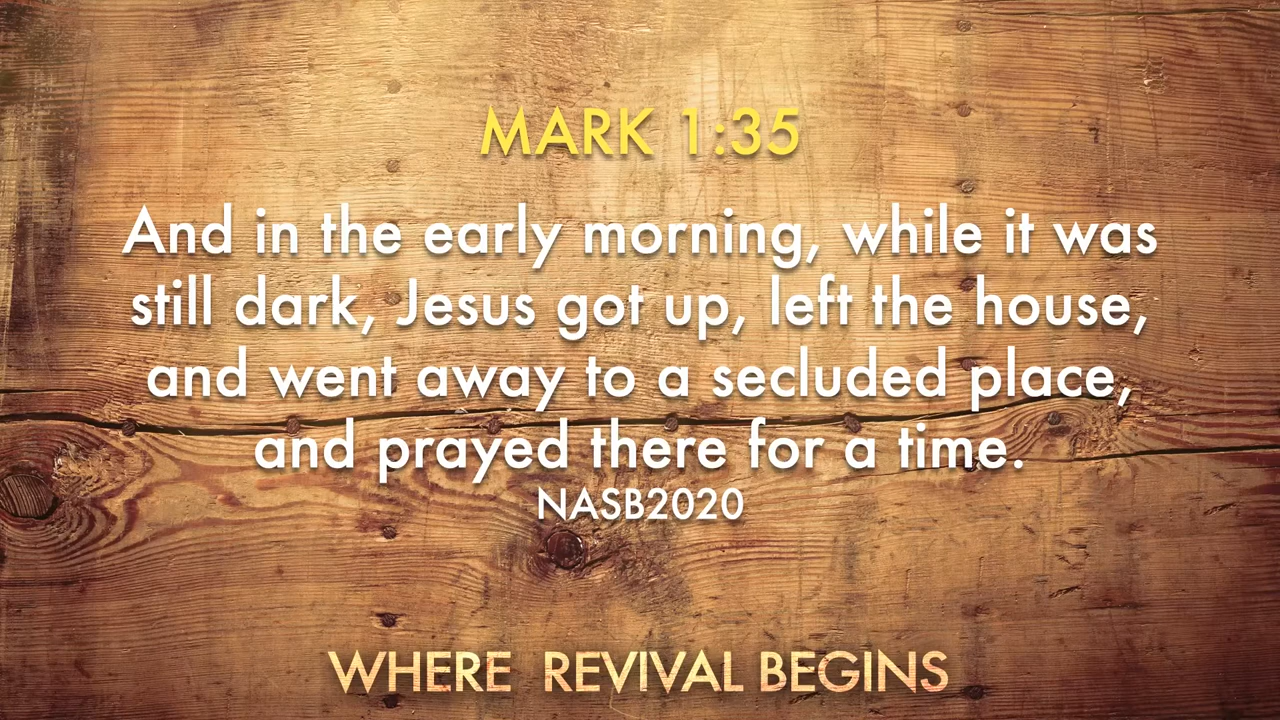 MARK 1:35
And in the early morning, while it was
still dark, Jesus got up, left the house,
and went away to a secluded place,
and prayed there for a time.
NASB2020
WHERE REVIVAL BEGINS